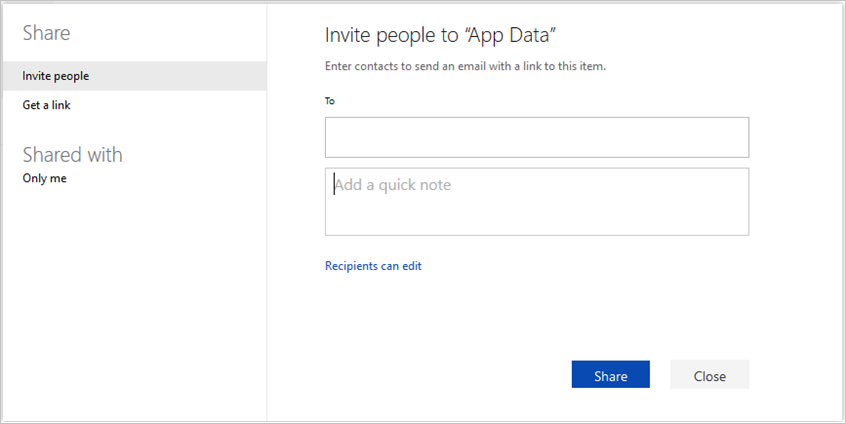 Share
Invite people
Get a link
Shared with
Only me
Invite people to “App Data”
Enter contacts to send an email with a link to this item.
To
Add a quick note
Recipients can edit
Share
Close